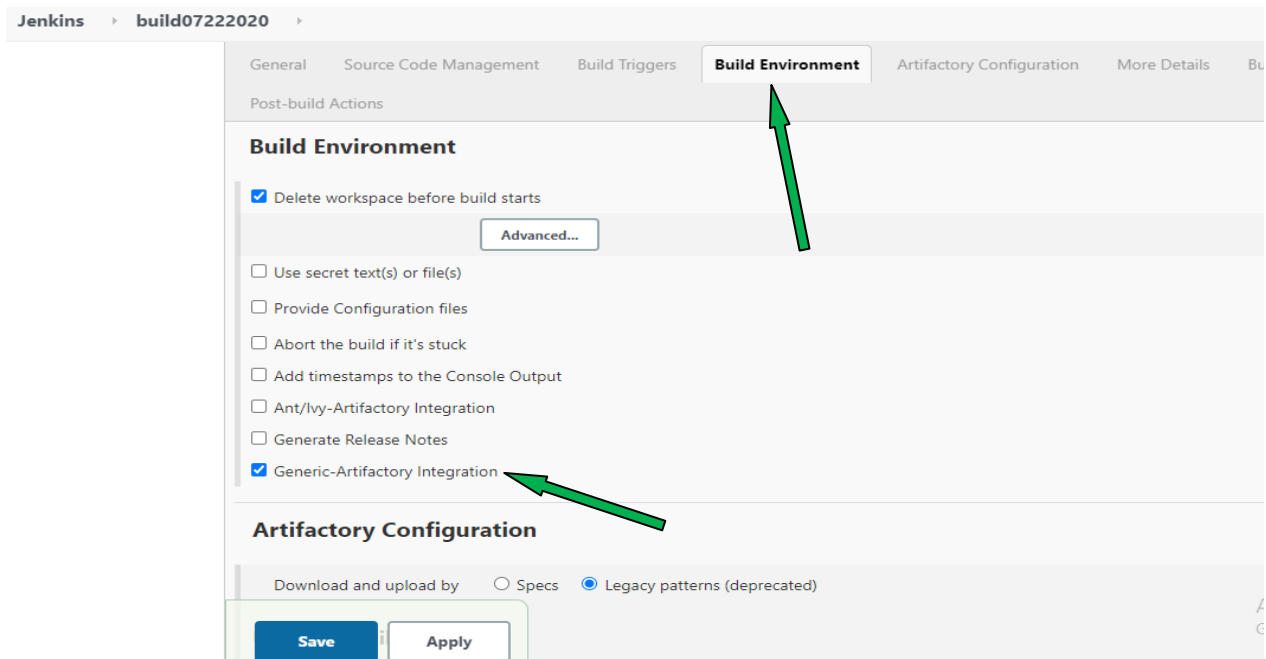 Jenkins build07222020
General Source Code Management Build Triggers Build Environment Artifactory Configuration More Details Bu
Post-build Actions
Build Environment
Delete workspace before build starts
Advanced...
Use secret text(s) or file(s)
Provide Configuration files
Abort the build if it's stuck
Add timestamps to the Console Output
Ant/Ivy-Artifactory Integration
Generate Release Notes
Generic-Artifactory Integration
Artifactory Configuration
Download and upload by Specs Legacy patterns (deprecated)
Save Apply